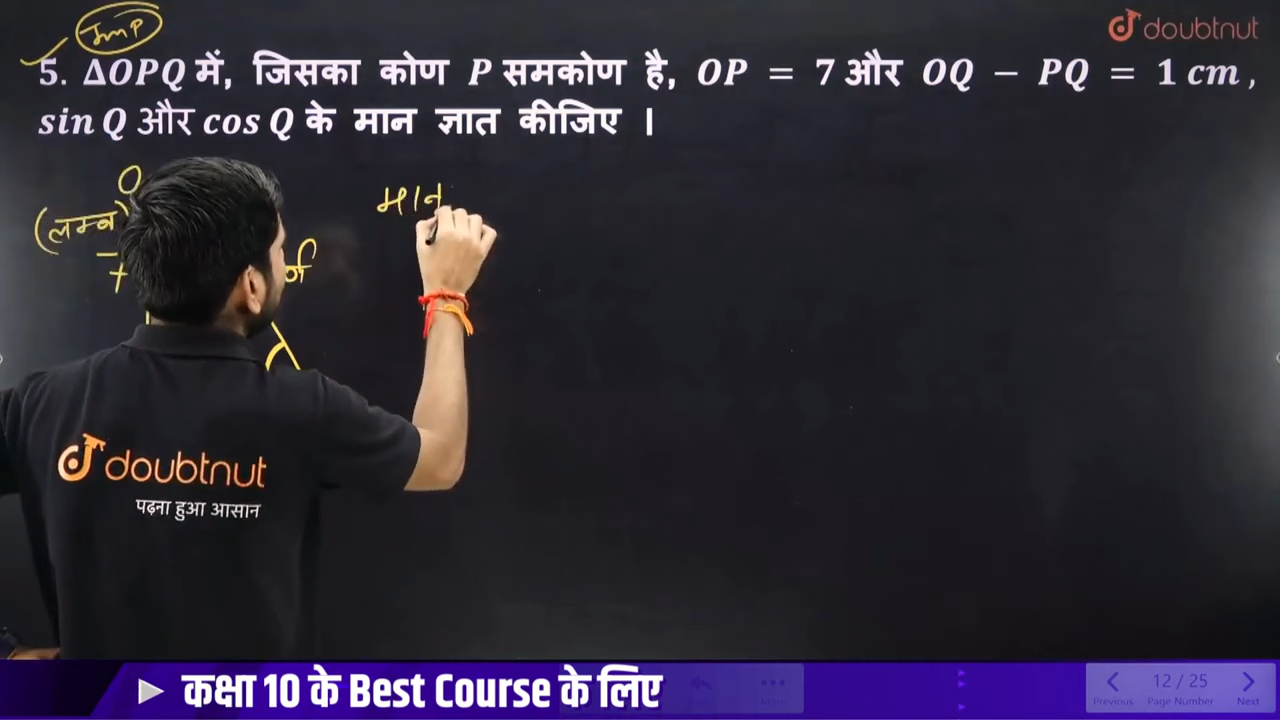 Imp
doubtnut
5. ΔOPQ में, जिसका कोण P समकोण है, OP = 7 और OQ − PQ = 1 cm,
sin Q और cos Q के मान ज्ञात कीजिए ।
O
(लम्ब)
7
मान
doubtnut
पढ़ना हुआ आसान
कक्षा 10 के Best Course के लिए
12 / 25
Previous Page Number Next